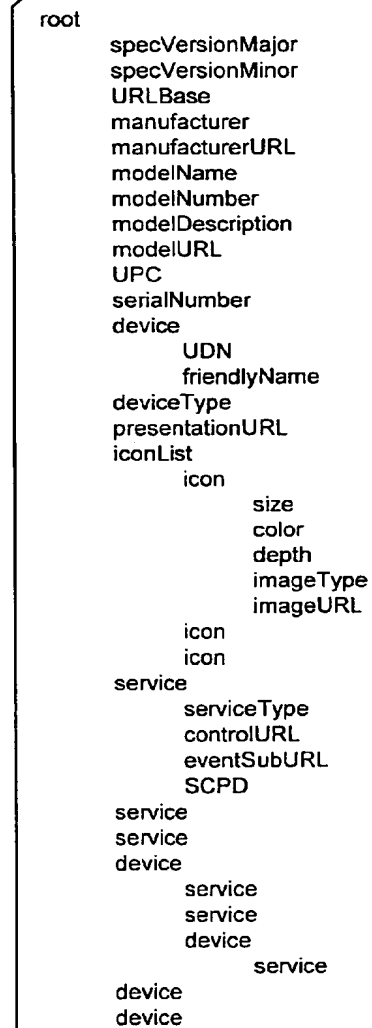 root
specVersionMajor
specVersionMinor
URLBase
manufacturer
manufacturerURL
modelName
modelNumber
modelDescription
modelURL
UPC
serialNumber
device
UDN
friendlyName
deviceType
presentationURL
iconList
icon
size
color
depth
imageType
imageURL
icon
icon
service
serviceType
controlURL
eventSubURL
SCPD
service
service
device
service
service
device
service
device
device